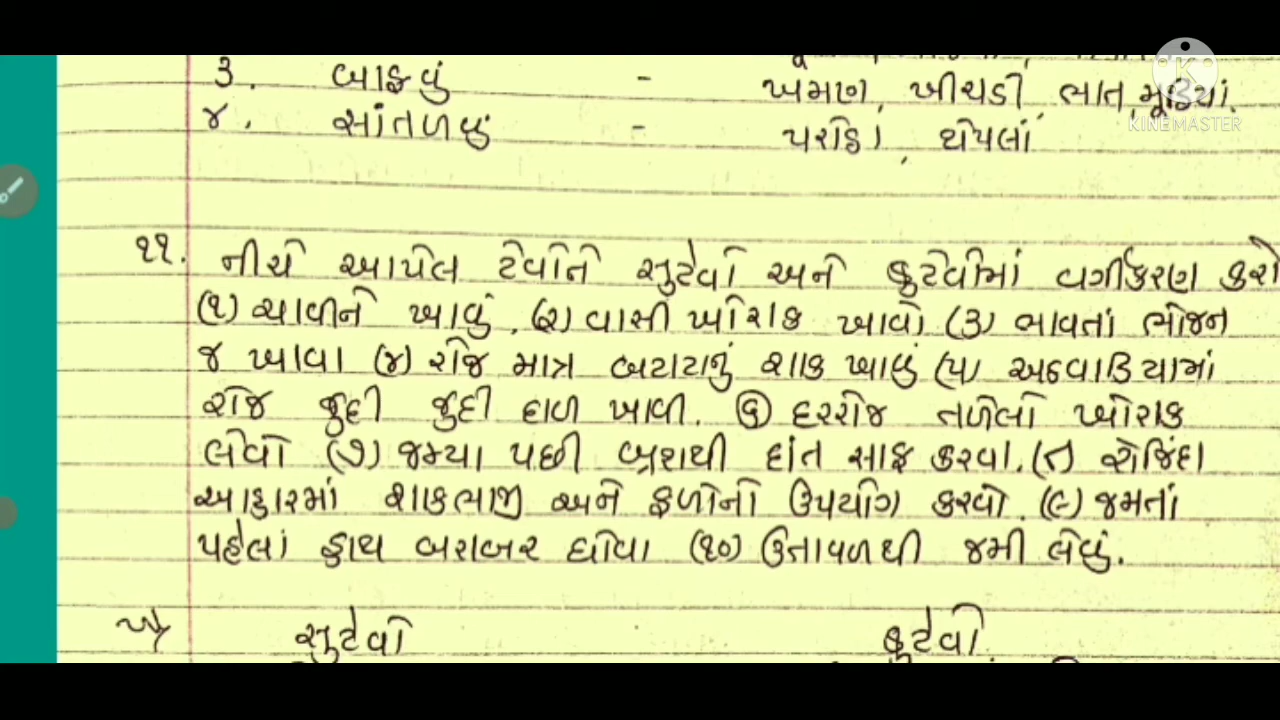 ૩. બાફવું - ખમણ, ખીચડી, ભાત, મૂઠિયાં.
૪. સાંતળવું - પરોઠાં, થેપલાં
KINEMASTER
૧૧. નીચે આપેલ ટેવોને સુટેવો અને કુટેવોમાં વર્ગીકરણ કરો
(૧) ચાવીને ખાવું. (૨) વાસી ખોરાક ખાવો (૩) ભાવતાં ભોજન
જ ખાવા (૪) રોજ માત્ર બટાટાનું શાક ખાવું (૫) અઠવાડિયામાં
રોજ જુદી જુદી દાળ ખાવી. (૬) દરરોજ તળેલો ખોરાક
લેવો (૭) જમ્યા પછી બ્રશથી દાંત સાફ કરવા. (૮) રોજિંદા
આહારમાં શાકભાજી અને ફળોનો ઉપયોગ કરવો. (૯) જમતાં
પહેલાં હાથ બરાબર ધોવા (૧૦) ઉતાવળથી જમી લેવું.
સુટેવો કુટેવો